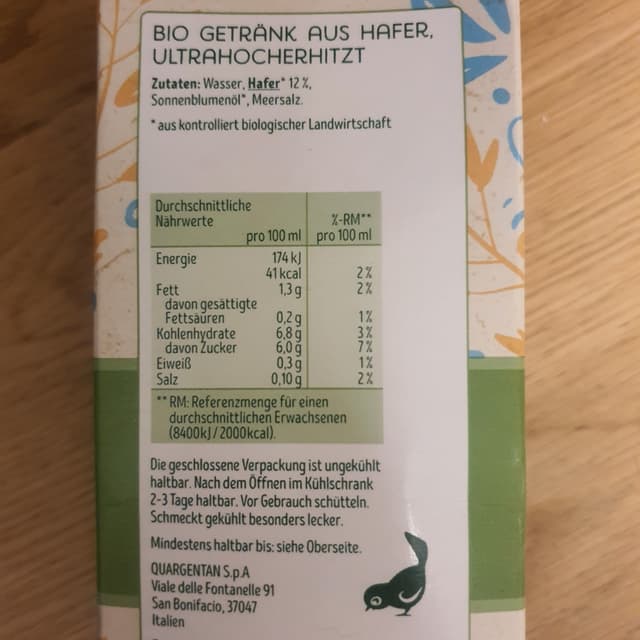 BIO GETRÄNK AUS HAFER,
ULTRAHOCHERHITZT
Zutaten: Wasser, Hafer* 12 %,
Sonnenblumenöl*, Meersalz.
* aus kontrolliert biologischer Landwirtschaft
Durchschnittliche
Nährwerte
pro 100 ml
%-RM**
pro 100 ml
Energie 174 kJ
41 kcal 2%
Fett 1,3 g 2%
davon gesättigte
Fettsäuren 0,2 g 1%
Kohlenhydrate 6,8 g 3%
davon Zucker 6,0 g 7%
Eiweiß 0,3 g 1%
Salz 0,10 g 2%
** RM: Referenzmenge für einen
durchschnittlichen Erwachsenen
(8400kJ/2000kcal).
Die geschlossene Verpackung ist ungekühlt
haltbar. Nach dem Öffnen im Kühlschrank
2-3 Tage haltbar. Vor Gebrauch schütteln.
Schmeckt gekühlt besonders lecker.
Mindestens haltbar bis: siehe Oberseite.
QUARGENTAN S.p.A
Viale delle Fontanelle 91
San Bonifacio, 37047
Italien